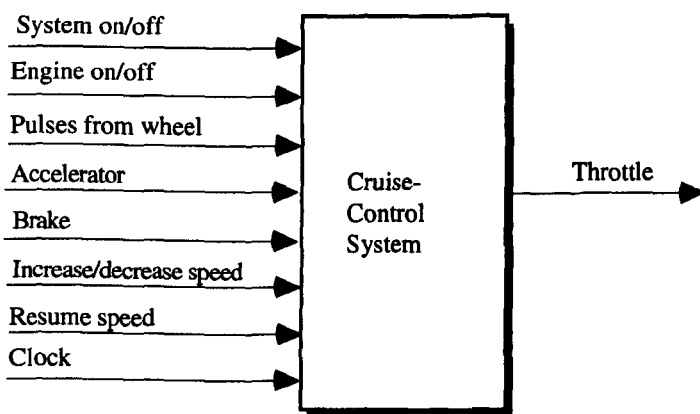 System on/off
Engine on/off
Pulses from wheel
Accelerator
Brake
Increase/decrease speed
Resume speed
Clock
Cruise-
Control
System
Throttle